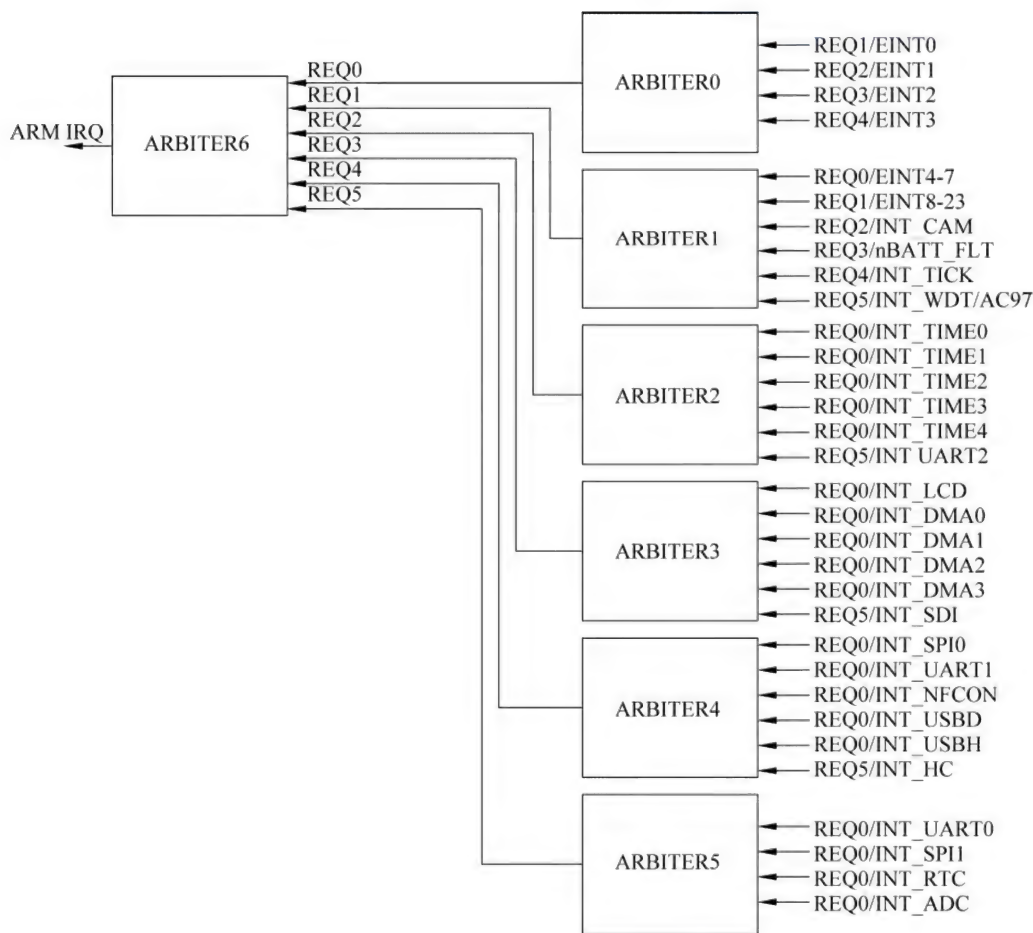 ARM IRQ
ARBITER6
REQ0
REQ1
REQ2
REQ3
REQ4
REQ5
ARBITER0
REQ1/EINT0
REQ2/EINT1
REQ3/EINT2
REQ4/EINT3
ARBITER1
REQ0/EINT4-7
REQ1/EINT8-23
REQ2/INT_CAM
REQ3/nBATT_FLT
REQ4/INT_TICK
REQ5/INT_WDT/AC97
ARBITER2
REQ0/INT_TIME0
REQ0/INT_TIME1
REQ0/INT_TIME2
REQ0/INT_TIME3
REQ0/INT_TIME4
REQ5/INT UART2
ARBITER3
REQ0/INT_LCD
REQ0/INT_DMA0
REQ0/INT_DMA1
REQ0/INT_DMA2
REQ0/INT_DMA3
REQ5/INT_SDI
ARBITER4
REQ0/INT_SPI0
REQ0/INT_UART1
REQ0/INT_NFCON
REQ0/INT_USBD
REQ0/INT_USBH
REQ5/INT_HC
ARBITER5
REQ0/INT_UART0
REQ0/INT_SPI1
REQ0/INT_RTC
REQ0/INT_ADC